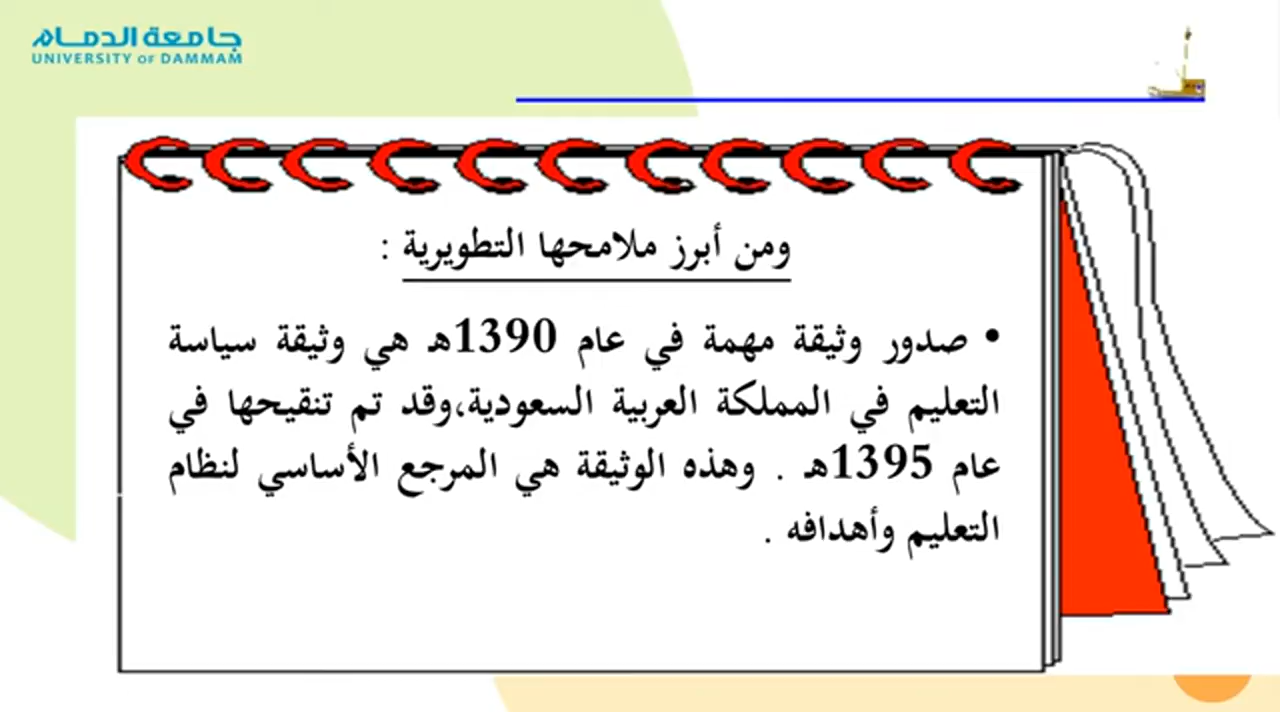 جامعة الدمام
UNIVERSITY OF DAMMAM
ومن أبرز ملامحها التطويرية :
• صدور وثيقة مهمة في عام 1390هـ هي وثيقة سياسة
التعليم في المملكة العربية السعودية،وقد تم تنقيحها في
عام 1395هـ . وهذه الوثيقة هي المرجع الأساسي لنظام
التعليم وأهدافه .